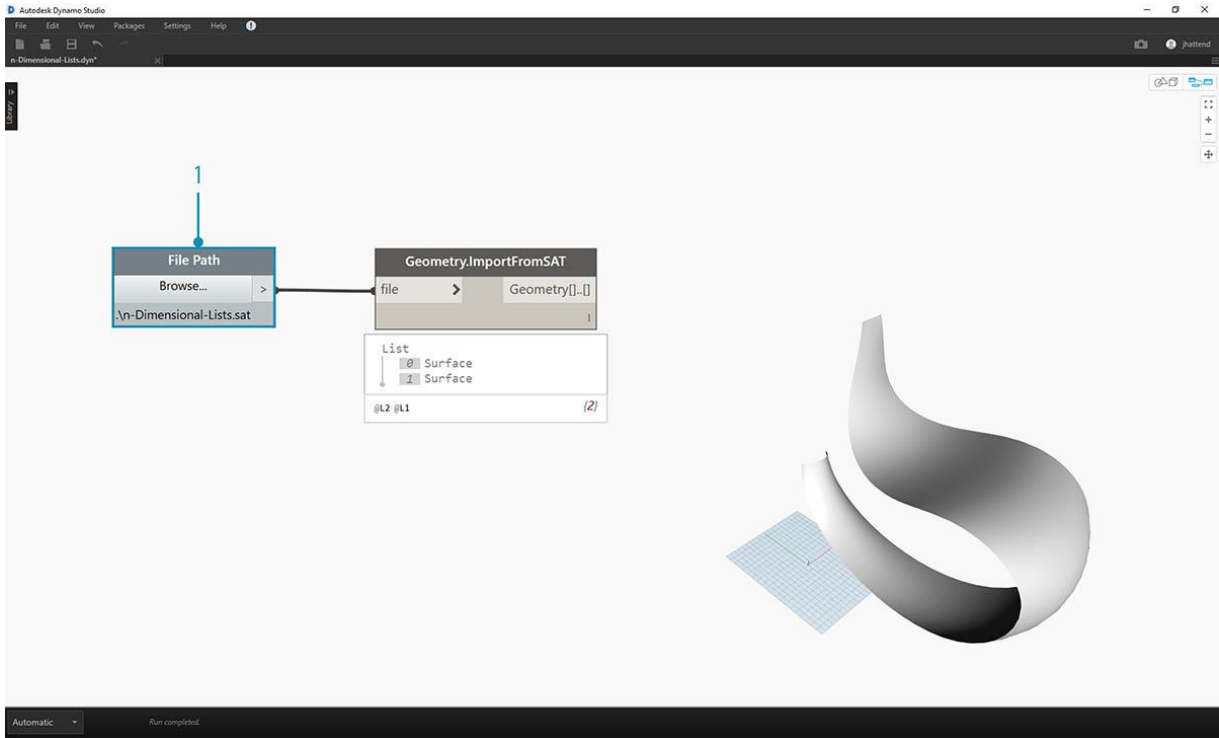 Autodesk Dynamo Studio
File Edit View Packages Settings Help
jhattend
n-Dimensional-Lists.dyn*
Library
1
File Path
Browse... >
.\n-Dimensional-Lists.sat
Geometry.ImportFromSAT
file > Geometry[]..[]
l
List
0 Surface
1 Surface
@L2 @L1 (2)
Automatic Run completed.